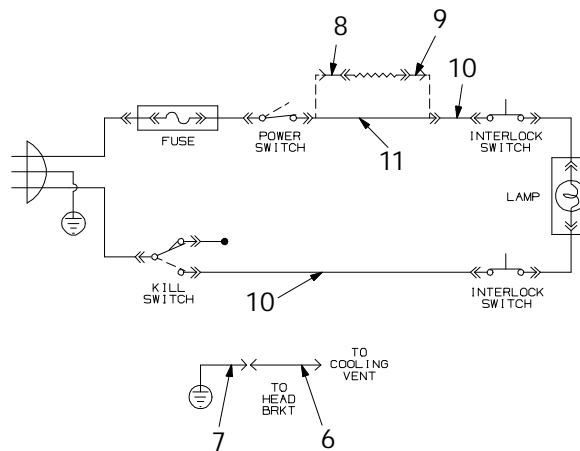 8
9
10
FUSE
POWER
SWITCH
11
INTERLOCK
SWITCH
LAMP
KILL
SWITCH
10
INTERLOCK
SWITCH
TO
COOLING
VENT
TO
HEAD
BRKT
7
6